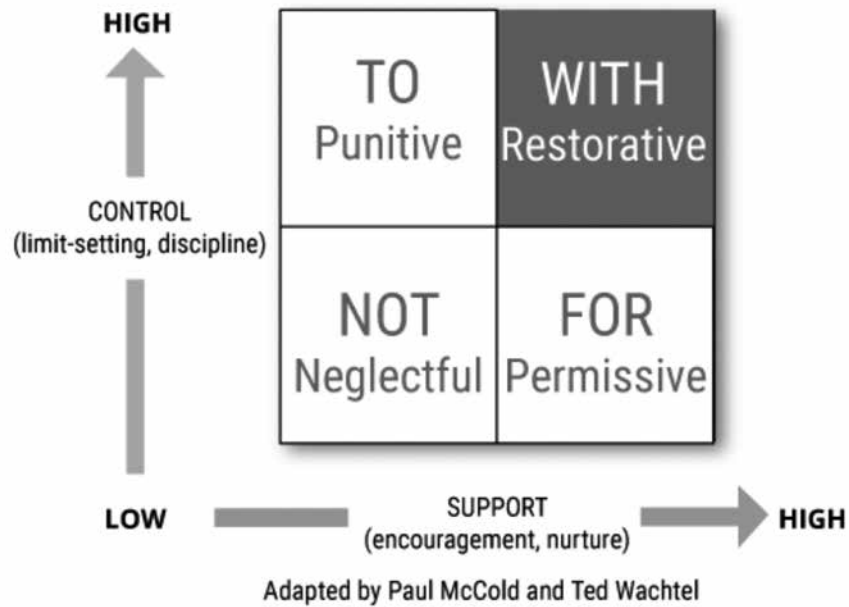 HIGH
TO
Punitive
WITH
Restorative
CONTROL
(limit-setting, discipline)
NOT
Neglectful
FOR
Permissive
LOW
SUPPORT
(encouragement, nurture)
HIGH
Adapted by Paul McCold and Ted Wachtel